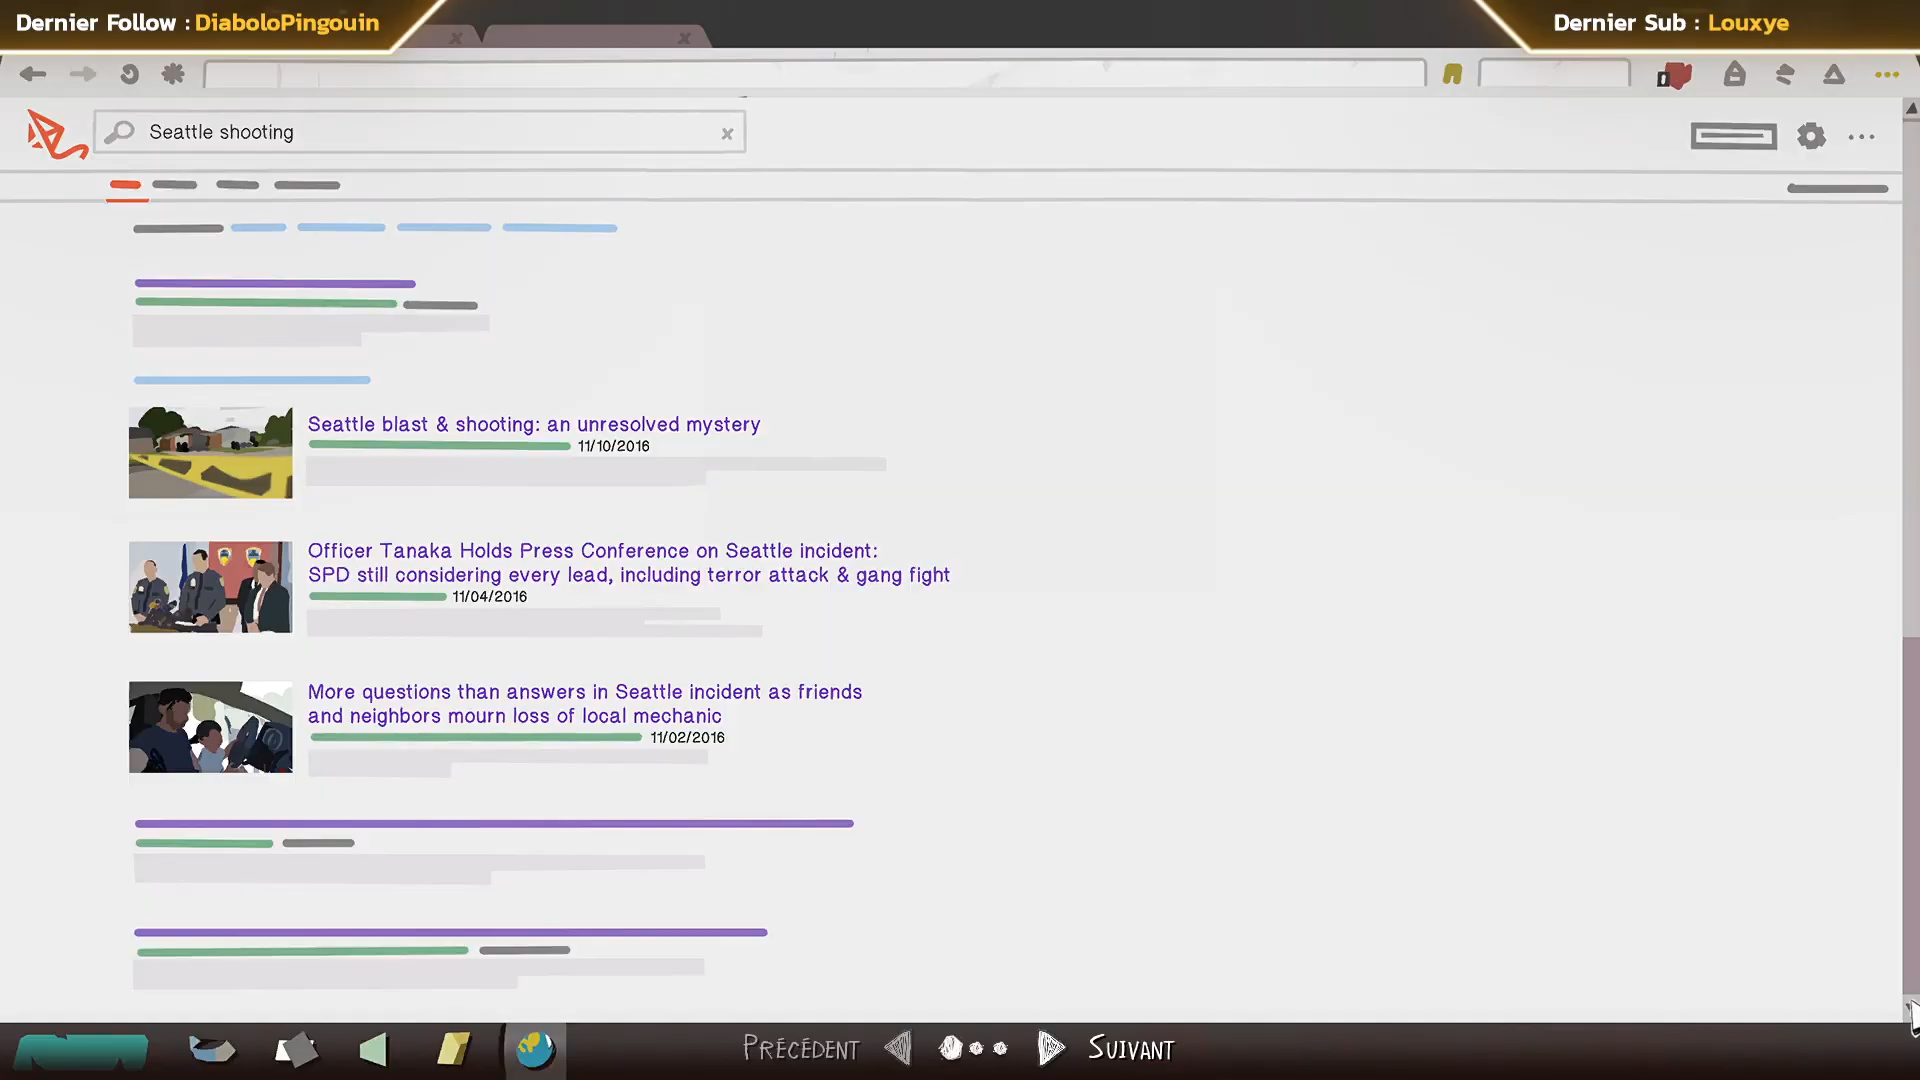 Dernier Follow : DiaboloPingouin
Dernier Sub : Louxye
Seattle shooting
Seattle blast & shooting: an unresolved mystery
11/10/2016
Officer Tanaka Holds Press Conference on Seattle incident:
SPD still considering every lead, including terror attack & gang fight
11/04/2016
More questions than answers in Seattle incident as friends
and neighbors mourn loss of local mechanic
11/02/2016
PRÉCÉDENT
SUIVANT